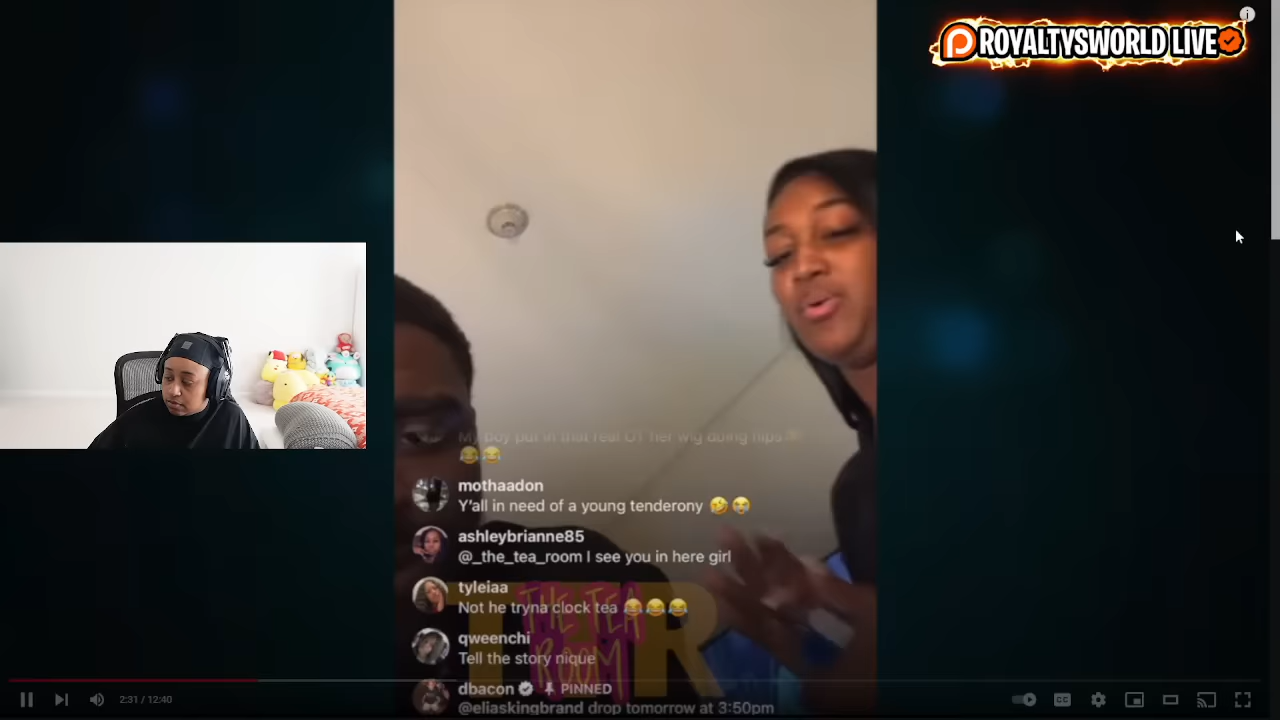 ROYALTYSWORLD LIVE
My boy put in that real OT her wig doing flips
😂😂
mothaadon
Y'all in need of a young tenderony 🤣😭
ashleybrianne85
@_the_tea_room I see you in here girl
tyleiaa
Not he tryna clock tea 😂😂😂
qweenchi
Tell the story nique
dbacon PINNED
@eliaskingbrand drop tomorrow at 3:50pm
THE TEA
ROOM
2:31 / 12:40